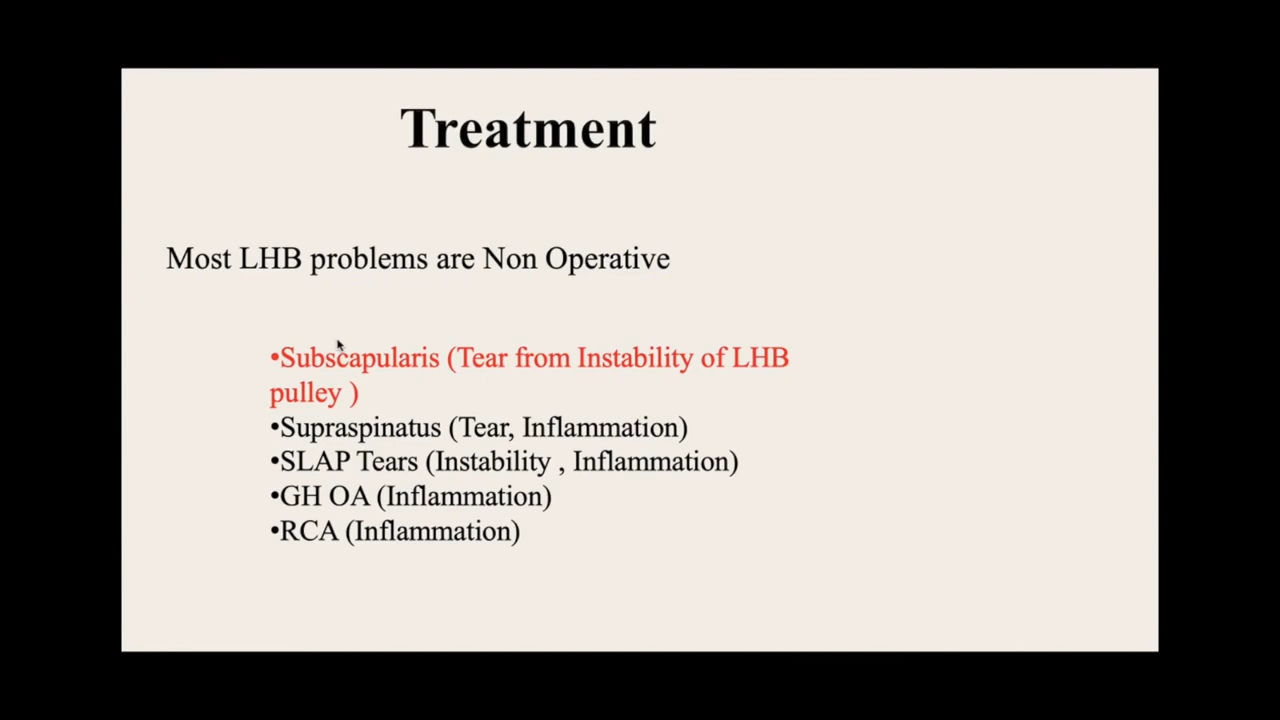 Treatment
Most LHB problems are Non Operative
•Subscapularis (Tear from Instability of LHB
pulley )
•Supraspinatus (Tear, Inflammation)
•SLAP Tears (Instability , Inflammation)
•GH OA (Inflammation)
•RCA (Inflammation)